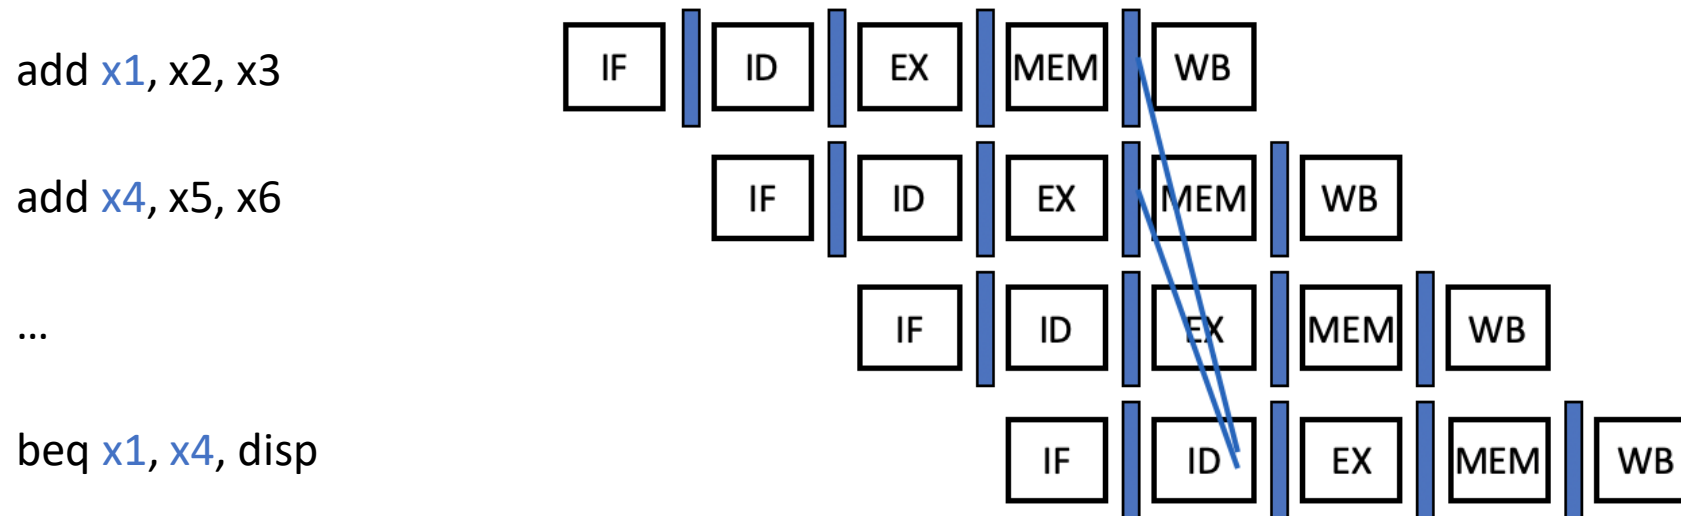 add x1, x2, x3 IF ID EX MEM WB
add x4, x5, x6 IF ID EX MEM WB
... IF ID EX MEM WB
beq x1, x4, disp IF ID EX MEM WB